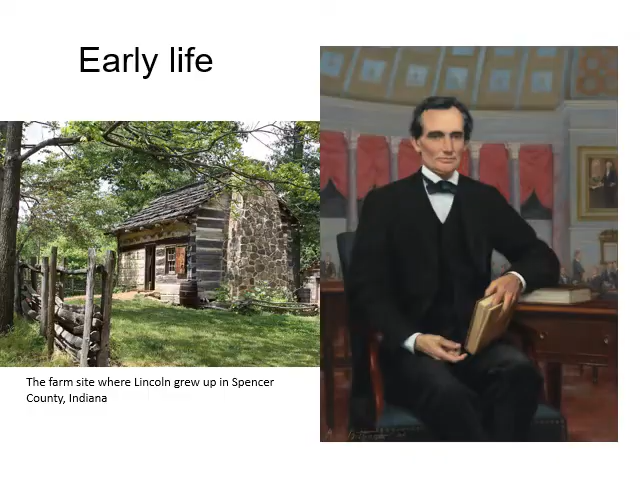 Early life
The farm site where Lincoln grew up in Spencer
County, Indiana